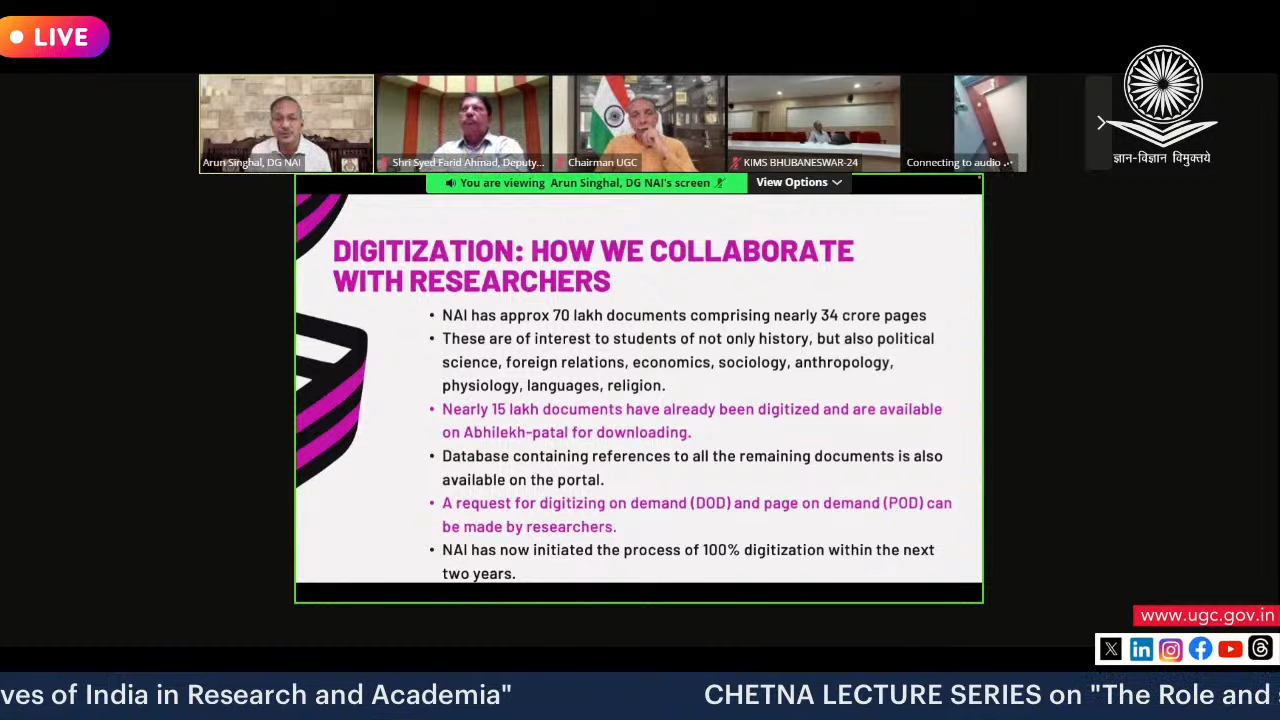 LIVE
Arun Singhal, DG NAI
Shri Syed Farid Ahmad, Deputy...
Chairman UGC
KIMS BHUBANESWAR-24
Connecting to audio ..
ज्ञान-विज्ञान विमुक्तये
You are viewing Arun Singhal, DG NAI's screen
View Options
DIGITIZATION: HOW WE COLLABORATE
WITH RESEARCHERS
• NAI has approx 70 lakh documents comprising nearly 34 crore pages
• These are of interest to students of not only history, but also political
science, foreign relations, economics, sociology, anthropology,
physiology, languages, religion.
• Nearly 15 lakh documents have already been digitized and are available
on Abhilekh-patal for downloading.
• Database containing references to all the remaining documents is also
available on the portal.
• A request for digitizing on demand (DOD) and page on demand (POD) can
be made by researchers.
• NAI has now initiated the process of 100% digitization within the next
two years.
www.ugc.gov.in
ves of India in Research and Academia" CHETNA LECTURE SERIES on "The Role and